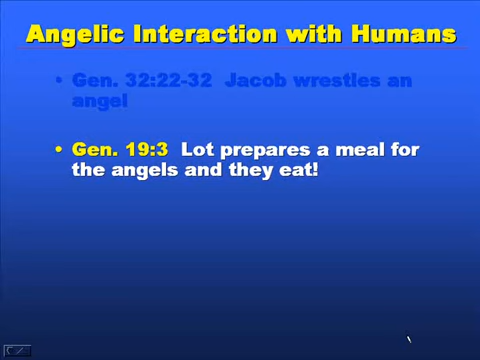 Angelic Interaction with Humans
• Gen. 32:22-32 Jacob wrestles an
angel
• Gen. 19:3 Lot prepares a meal for
the angels and they eat!